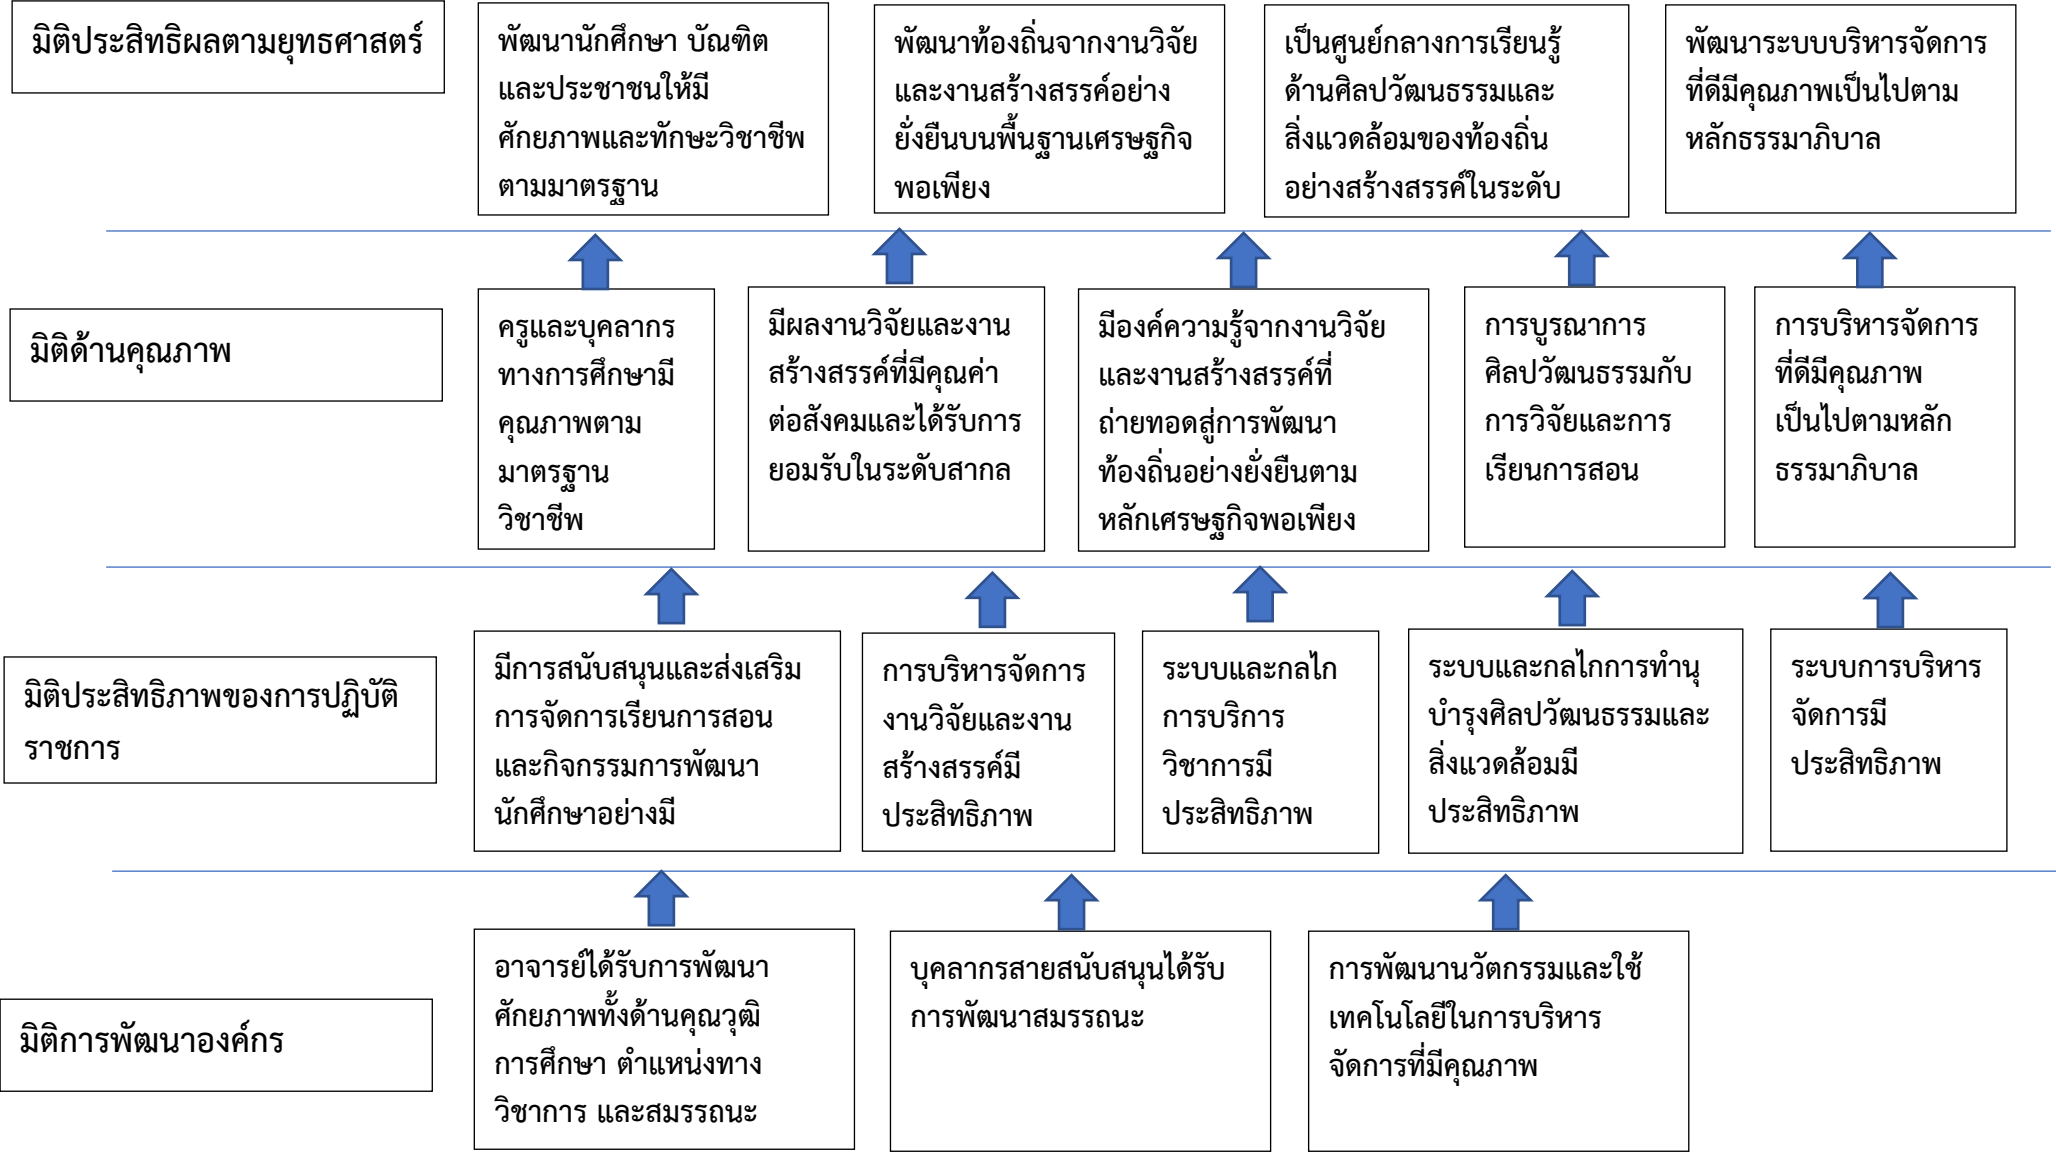 มิติประสิทธิผลตามยุทธศาสตร์
พัฒนานักศึกษา บัณฑิต
และประชาชนให้มี
ศักยภาพและทักษะวิชาชีพ
ตามมาตรฐาน
พัฒนาท้องถิ่นจากงานวิจัย
และงานสร้างสรรค์อย่าง
ยั่งยืนบนพื้นฐานเศรษฐกิจ
พอเพียง
เป็นศูนย์กลางการเรียนรู้
ด้านศิลปวัฒนธรรมและ
สิ่งแวดล้อมของท้องถิ่น
อย่างสร้างสรรค์ในระดับ
พัฒนาระบบบริหารจัดการ
ที่ดีมีคุณภาพเป็นไปตาม
หลักธรรมาภิบาล
มิติด้านคุณภาพ
ครูและบุคลากร
ทางการศึกษามี
คุณภาพตาม
มาตรฐาน
วิชาชีพ
มีผลงานวิจัยและงาน
สร้างสรรค์ที่มีคุณค่า
ต่อสังคมและได้รับการ
ยอมรับในระดับสากล
มีองค์ความรู้จากงานวิจัย
และงานสร้างสรรค์ที่
ถ่ายทอดสู่การพัฒนา
ท้องถิ่นอย่างยั่งยืนตาม
หลักเศรษฐกิจพอเพียง
การบูรณาการ
ศิลปวัฒนธรรมกับ
การวิจัยและการ
เรียนการสอน
การบริหารจัดการ
ที่ดีมีคุณภาพ
เป็นไปตามหลัก
ธรรมาภิบาล
มิติประสิทธิภาพของการปฏิบัติ
ราชการ
มีการสนับสนุนและส่งเสริม
การจัดการเรียนการสอน
และกิจกรรมการพัฒนา
นักศึกษาอย่างมี
การบริหารจัดการ
งานวิจัยและงาน
สร้างสรรค์มี
ประสิทธิภาพ
ระบบและกลไก
การบริการ
วิชาการมี
ประสิทธิภาพ
ระบบและกลไกการทำนุ
บำรุงศิลปวัฒนธรรมและ
สิ่งแวดล้อมมี
ประสิทธิภาพ
ระบบการบริหาร
จัดการมี
ประสิทธิภาพ
มิติการพัฒนาองค์กร
อาจารย์ได้รับการพัฒนา
ศักยภาพทั้งด้านคุณวุฒิ
การศึกษา ตำแหน่งทาง
วิชาการ และสมรรถนะ
บุคลากรสายสนับสนุนได้รับ
การพัฒนาสมรรถนะ
การพัฒนานวัตกรรมและใช้
เทคโนโลยีในการบริหาร
จัดการที่มีคุณภาพ